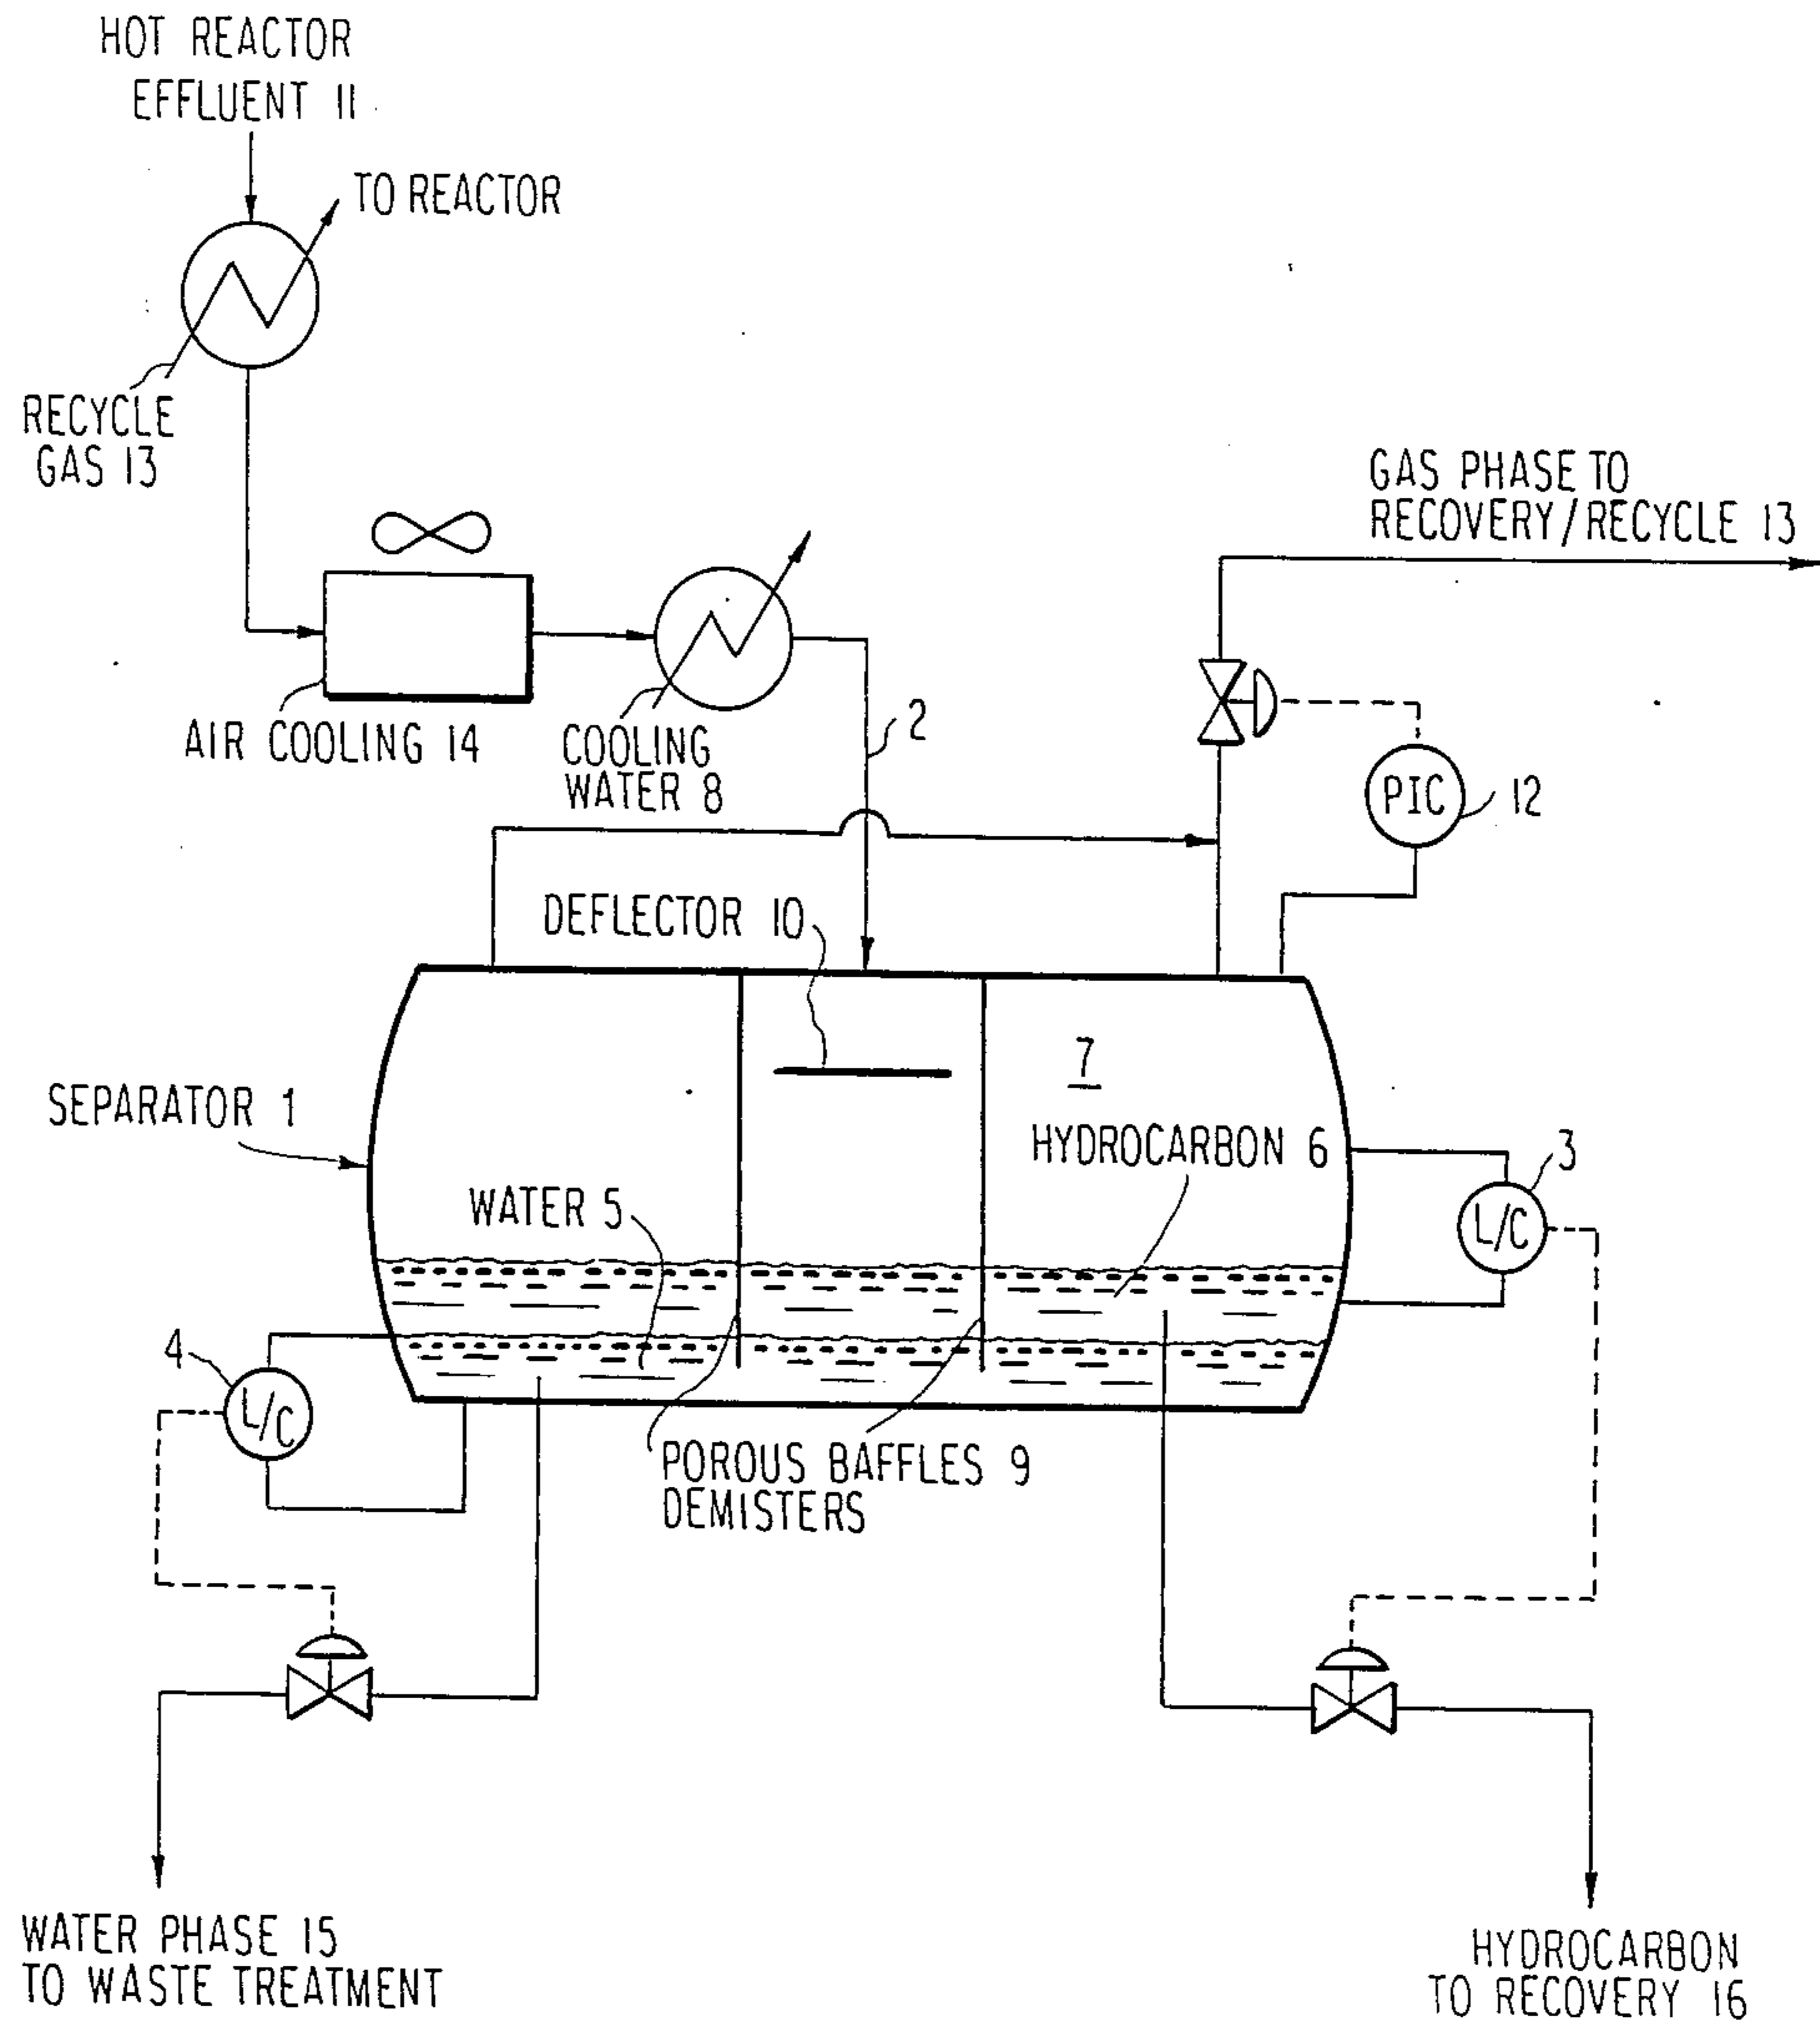 HOT REACTOR
EFFLUENT 11
TO REACTOR
RECYCLE
GAS 13
GAS PHASE TO
RECOVERY/RECYCLE 13
AIR COOLING 14
COOLING
WATER 8
2
PIC
12
DEFLECTOR 10
7
SEPARATOR 1
HYDROCARBON 6
3
WATER 5
L/C
4
L/C
POROUS BAFFLES 9
DEMISTERS
WATER PHASE 15
TO WASTE TREATMENT
HYDROCARBON
TO RECOVERY 16